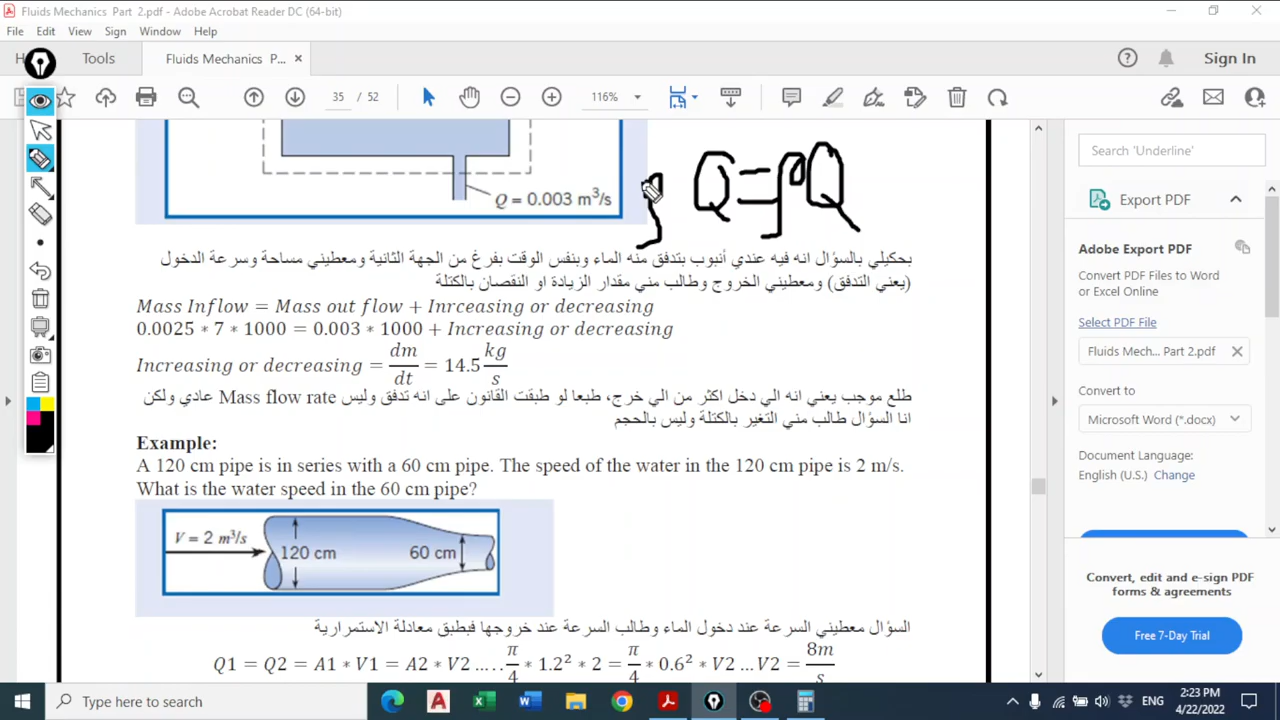 Fluids Mechanics Part 2.pdf - Adobe Acrobat Reader DC (64-bit)
File Edit View Sign Window Help
Tools
Fluids Mechanics P... ×
Sign In
35 / 52
116%
Search 'Underline'
Export PDF
Adobe Export PDF
Convert PDF Files to Word
or Excel Online
Select PDF File
Fluids Mech... Part 2.pdf
Convert to
Microsoft Word (*.docx)
Document Language:
English (U.S.) Change
Convert, edit and e-sign PDF
forms & agreements
Free 7-Day Trial
Q = 0.003 m³/s
ρ Q=ρQ
بحكيلي بالسؤال انه فيه عندي أنبوب بتدفق منه الماء وبنفس الوقت بفرغ من الجهة الثانية ومعطيني مساحة وسرعة الدخول
(يعني التدفق) ومعطيني الخروج وطالب مني مقدار الزيادة او النقصان بالكتلة
Mass Inflow = Mass out flow + Inrceasing or decreasing
0.0025 * 7 * 1000 = 0.003 * 1000 + Increasing or decreasing
Increasing or decreasing = dm/dt = 14.5 kg/s
طلع موجب يعني انه الي دخل اكثر من الي خرج، طبعا لو طبقت القانون على انه تدفق وليس Mass flow rate عادي ولكن
انا السؤال طالب مني التغير بالكتلة وليس بالحجم
Example:
A 120 cm pipe is in series with a 60 cm pipe. The speed of the water in the 120 cm pipe is 2 m/s.
What is the water speed in the 60 cm pipe?
V = 2 m³/s
120 cm
60 cm
السؤال معطيني السرعة عند دخول الماء وطالب السرعة عند خروجها فبطبق معادلة الاستمرارية
Q1 = Q2 = A1 * V1 = A2 * V2 ..... π/4 * 1.2² * 2 = π/4 * 0.6² * V2 ... V2 = 8m/s
Type here to search
ENG
2:23 PM
4/22/2022